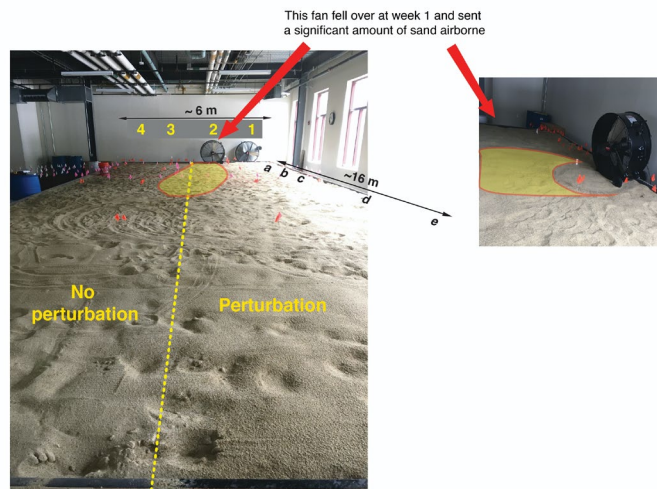 This fan fell over at week 1 and sent
a significant amount of sand airborne
~ 6 m
4 3 2 1
a b c d e
~16 m
No
perturbation
Perturbation